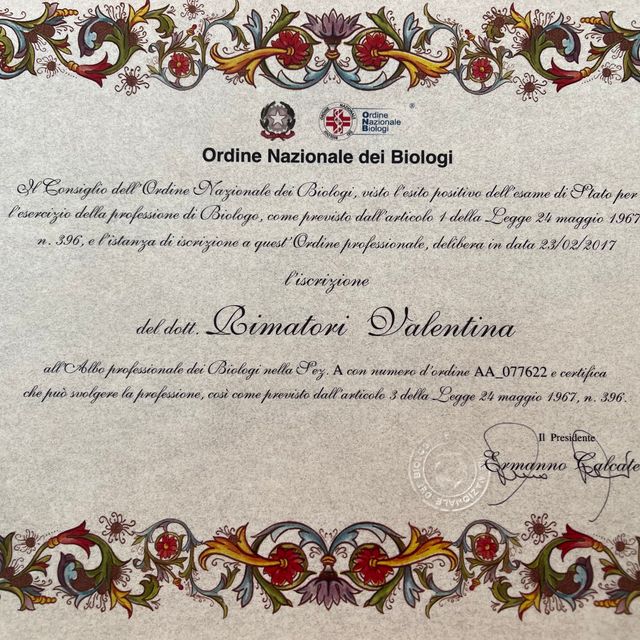 Ordine
Nazionale
Biologi
Ordine Nazionale dei Biologi
Il Consiglio dell'Ordine Nazionale dei Biologi, visto l'esito positivo dell'esame di Stato per
l'esercizio della professione di Biologo, come previsto dall'articolo 1 della Legge 24 maggio 1967
n. 396, e l'istanza di iscrizione a quest'Ordine professionale, delibera in data 23/02/2017
l'iscrizione
del dott. Rimatori Valentina
all'Albo professionale dei Biologi nella Sez. A con numero d'ordine AA_077622 e certifica
che può svolgere la professione, così come previsto dall'articolo 3 della Legge 24 maggio 1967, n. 396.
Il Presidente
Ermanno Calcate